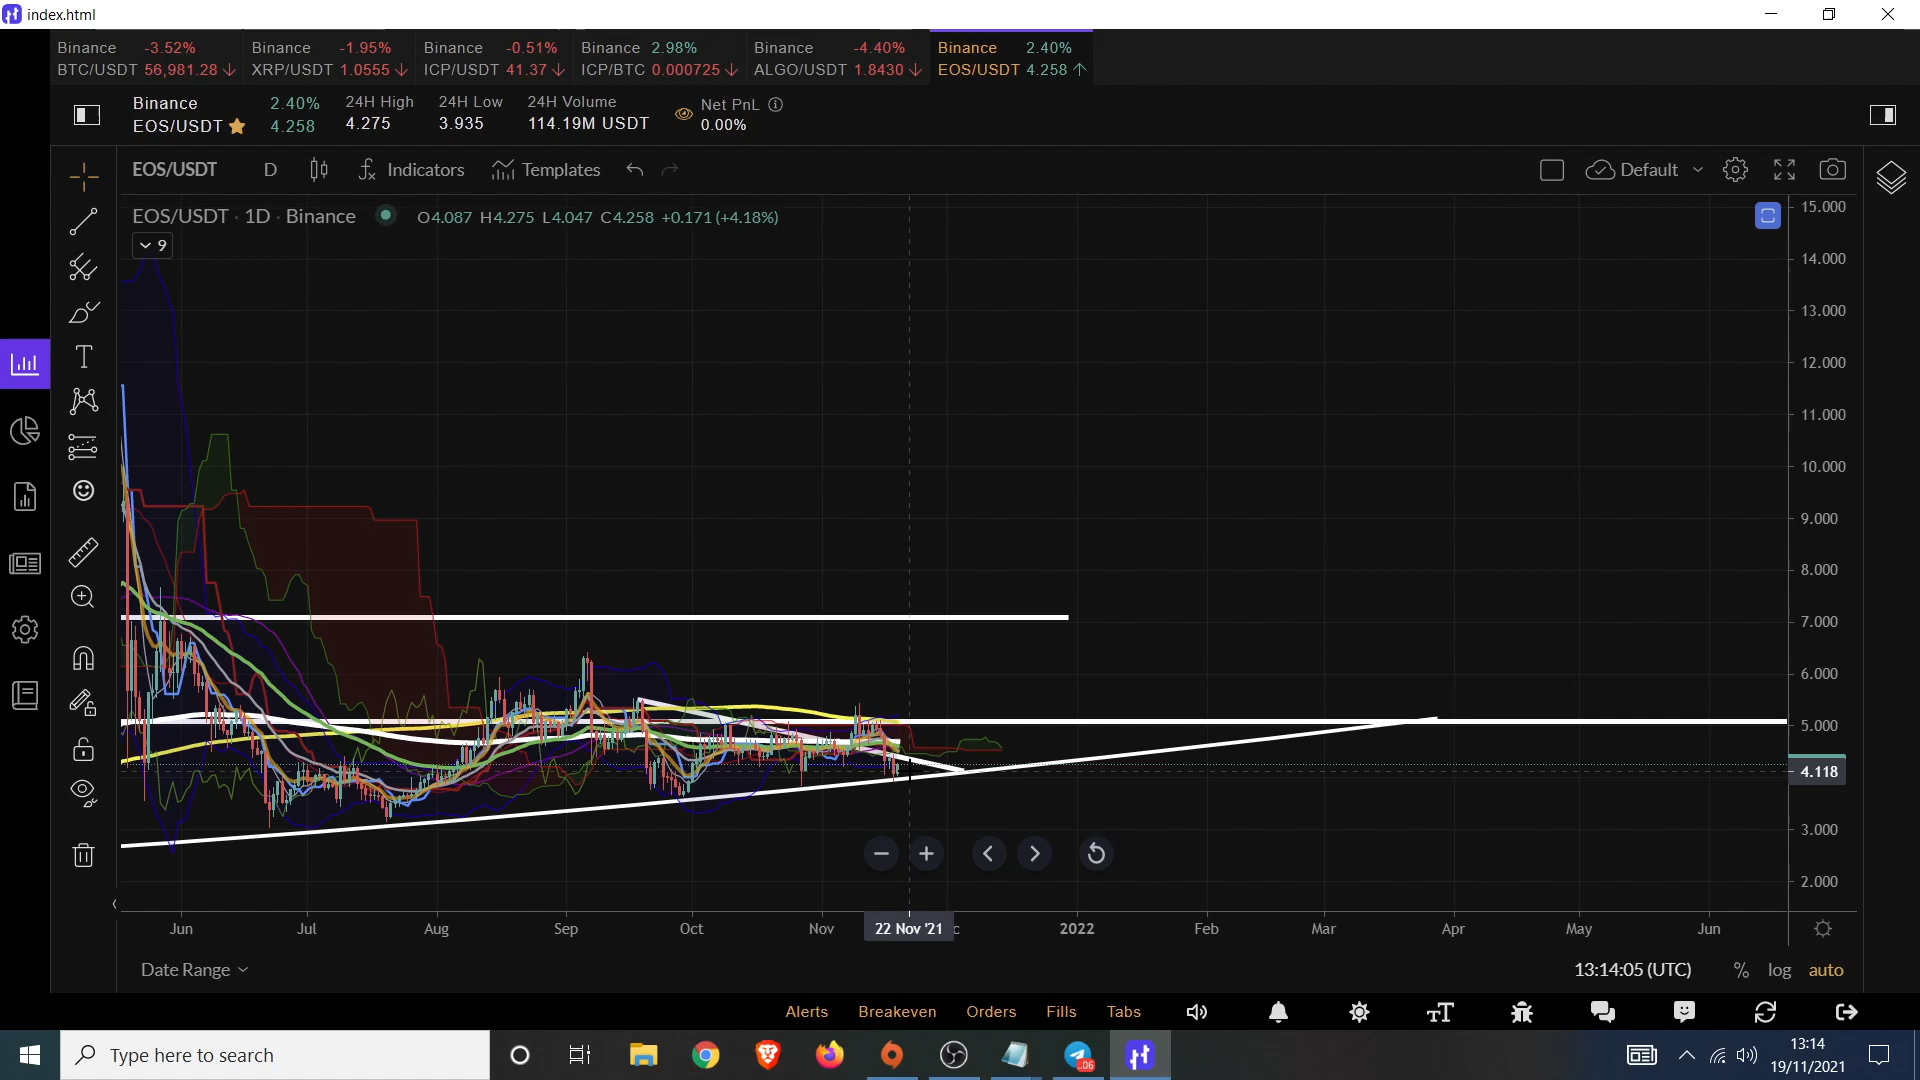 index.html
Binance -3.52% Binance -1.95% Binance -0.51% Binance 2.98% Binance -4.40% Binance 2.40%
BTC/USDT 56,981.28 XRP/USDT 1.0555 ICP/USDT 41.37 ICP/BTC 0.000725 ALGO/USDT 1.8430 EOS/USDT 4.258
Binance 2.40% 24H High 24H Low 24H Volume Net PnL
EOS/USDT 4.258 4.275 3.935 114.19M USDT 0.00%
EOS/USDT D Indicators Templates Default
EOS/USDT · 1D · Binance O4.087 H4.275 L4.047 C4.258 +0.171 (+4.18%)
9
15.000
14.000
13.000
12.000
11.000
10.000
9.000
8.000
7.000
6.000
5.000
4.118
3.000
2.000
Jun Jul Aug Sep Oct Nov 22 Nov '21 c 2022 Feb Mar Apr May Jun
Date Range 13:14:05 (UTC) % log auto
Alerts Breakeven Orders Fills Tabs
Type here to search
.06
13:14
19/11/2021